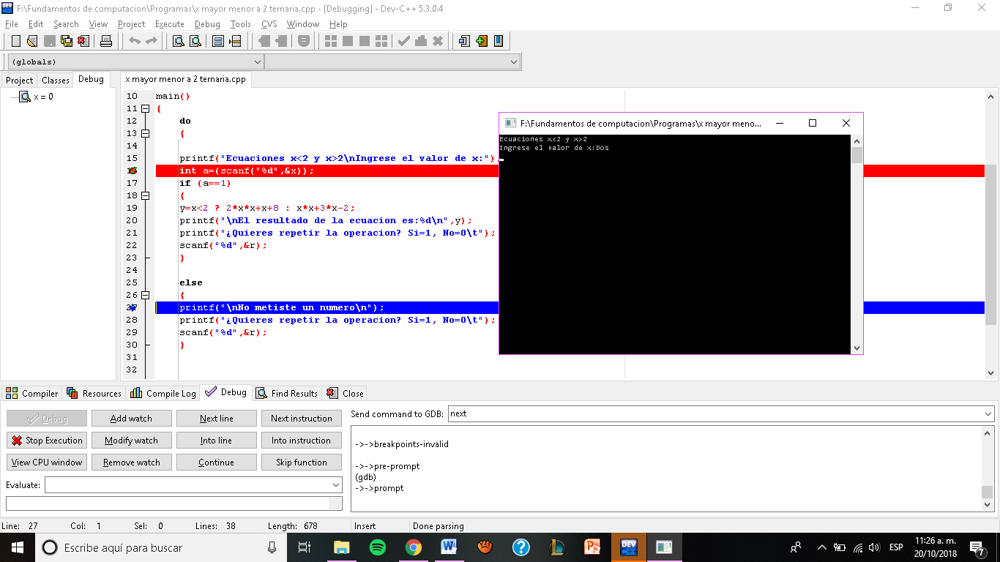 F:\Fundamentos de computacion\Programas\x mayor menor a 2 ternaria.cpp - [Debugging] - Dev-C++ 5.3.0.4
File Edit Search View Project Execute Debug Tools CVS Window Help
(globals)
Project Classes Debug
x mayor menor a 2 ternaria.cpp
x = 0
10 main()
11 {
12 do
13 {
14
15 printf("Ecuaciones x<2 y x>2\nIngrese el valor de x:")
int a=(scanf("%d",&x));
17 if (a==1)
18 {
19 y=x<2 ? 2*x*x+x+8 : x*x+3*x-2;
20 printf("\nEl resultado de la ecuacion es:%d\n",y);
21 printf("¿Quieres repetir la operacion? Si=1, No=0\t");
22 scanf("%d",&r);
23 }
24
25 else
26 {
printf("\nNo metiste un numero\n");
28 printf("¿Quieres repetir la operacion? Si=1, No=0\t");
29 scanf("%d",&r);
30 }
31
32
F:\Fundamentos de computacion\Programas\x mayor meno...
Ecuaciones x<2 y x>2
Ingrese el valor de x:Dos
Compiler Resources Compile Log Debug Find Results Close
Debug Add watch Next line Next instruction
Stop Execution Modify watch Into line Into instruction
View CPU window Remove watch Continue Skip function
Evaluate:
Send command to GDB: next
->->breakpoints-invalid
->->pre-prompt
(gdb)
->->prompt
Line: 27 Col: 1 Sel: 0 Lines: 38 Length: 678 Insert Done parsing
Escribe aquí para buscar
ESP
11:26 a. m.
20/10/2018
7